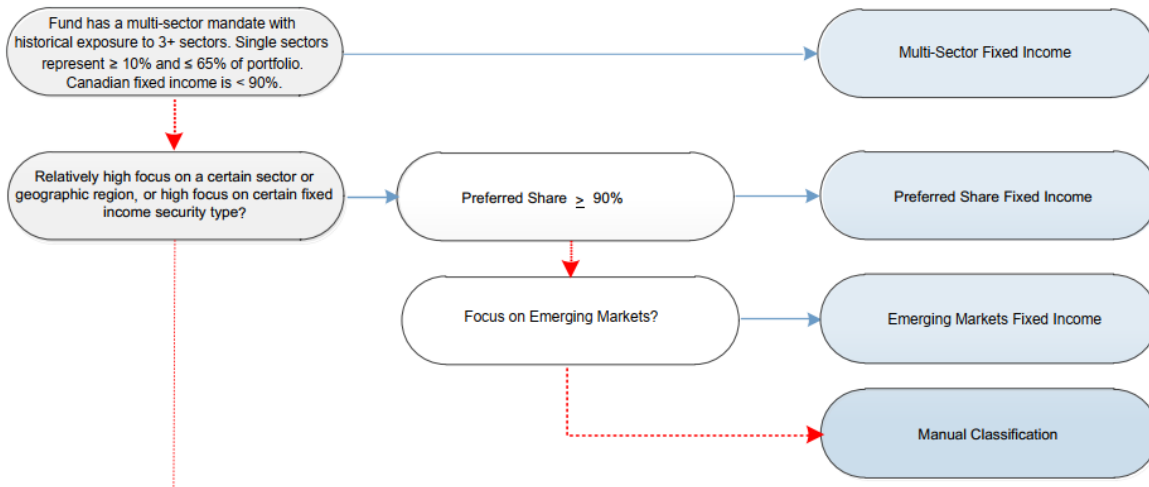 Fund has a multi-sector mandate with
historical exposure to 3+ sectors. Single sectors
represent ≥ 10% and ≤ 65% of portfolio.
Canadian fixed income is < 90%.
Multi-Sector Fixed Income
Relatively high focus on a certain sector or
geographic region, or high focus on certain fixed
income security type?
Preferred Share ≥ 90%
Preferred Share Fixed Income
Focus on Emerging Markets?
Emerging Markets Fixed Income
Manual Classification